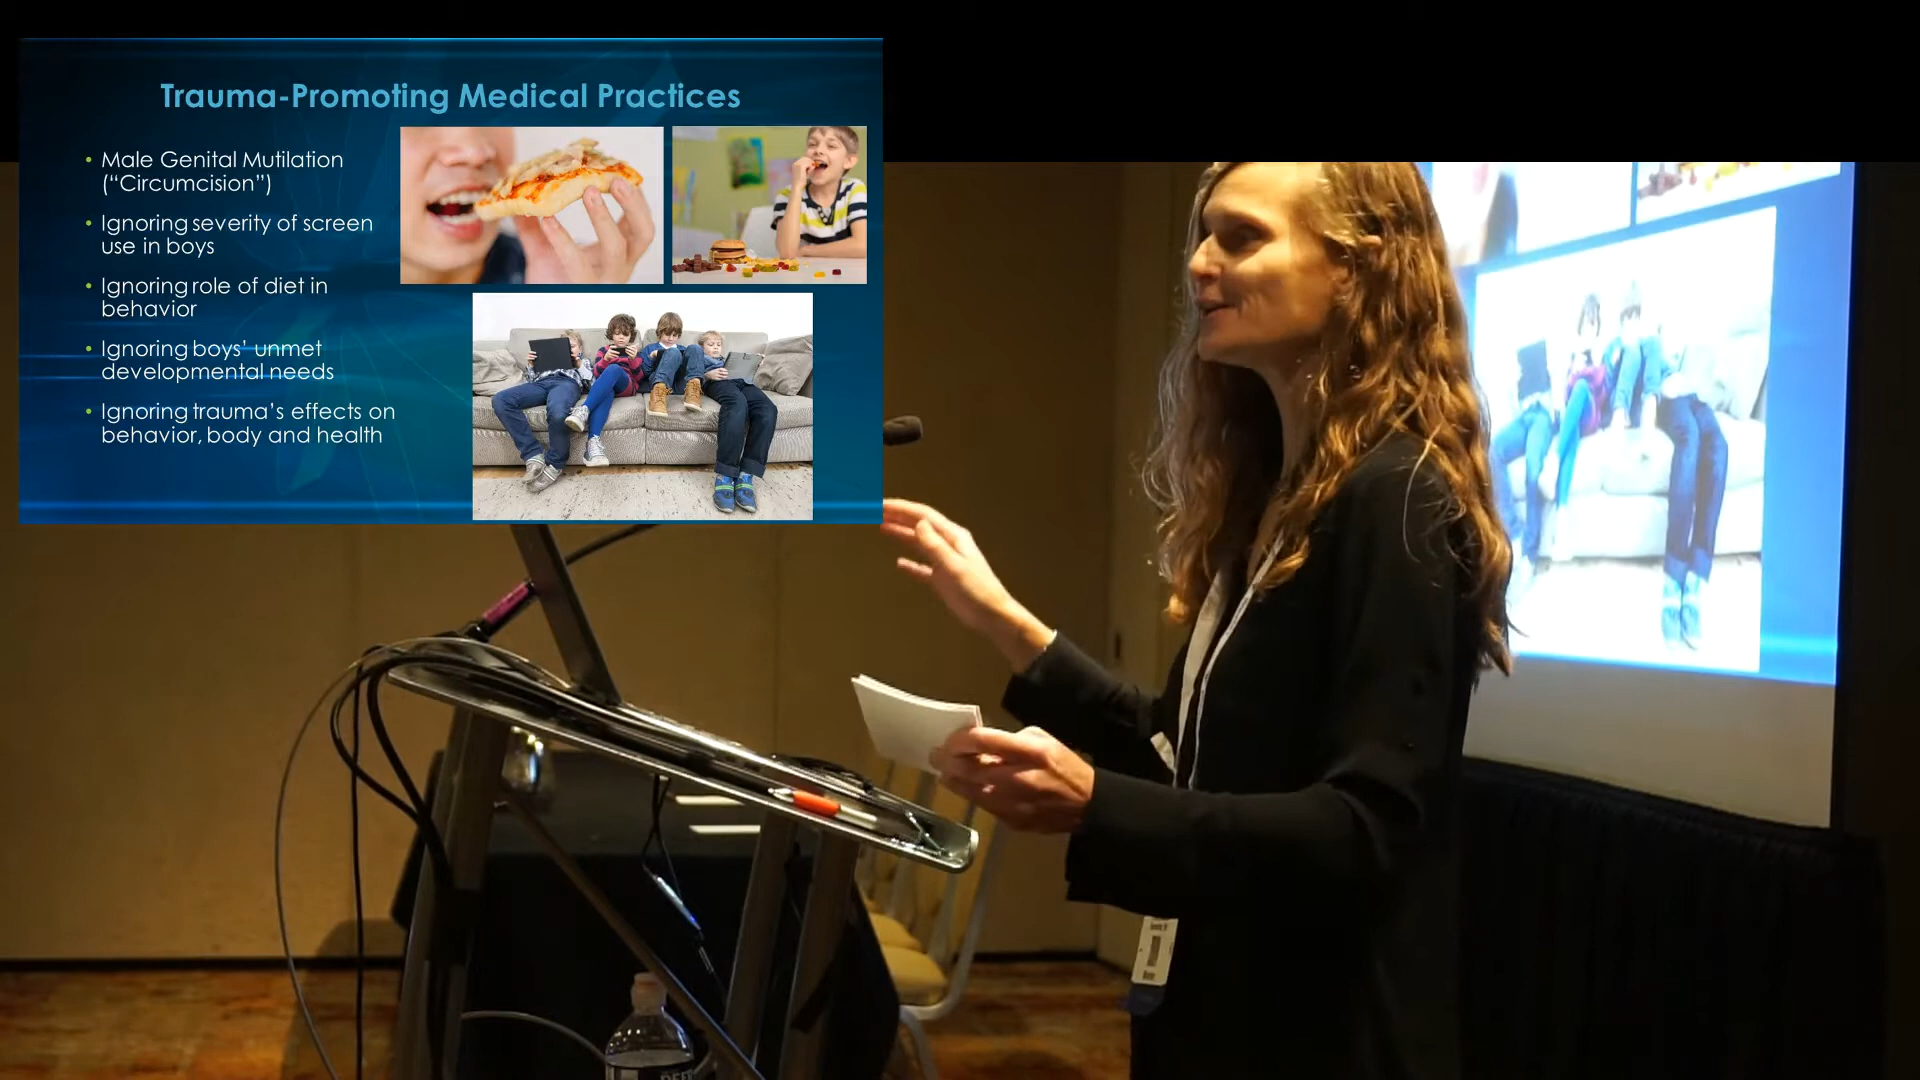 Trauma-Promoting Medical Practices
• Male Genital Mutilation
(“Circumcision”)
• Ignoring severity of screen
use in boys
• Ignoring role of diet in
behavior
• Ignoring boys’ unmet
developmental needs
• Ignoring trauma’s effects on
behavior, body and health